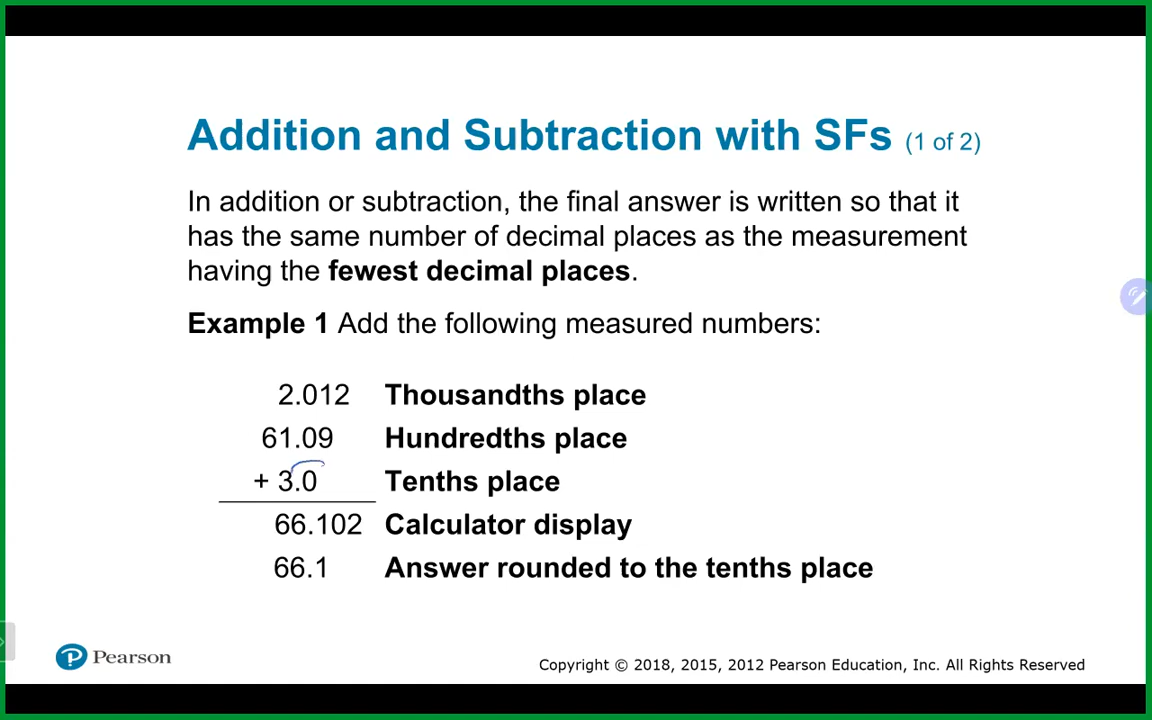 Addition and Subtraction with SFs (1 of 2)
In addition or subtraction, the final answer is written so that it
has the same number of decimal places as the measurement
having the fewest decimal places.
Example 1 Add the following measured numbers:
2.012 Thousandths place
61.09 Hundredths place
+ 3.0 Tenths place
66.102 Calculator display
66.1 Answer rounded to the tenths place
Pearson
Copyright © 2018, 2015, 2012 Pearson Education, Inc. All Rights Reserved